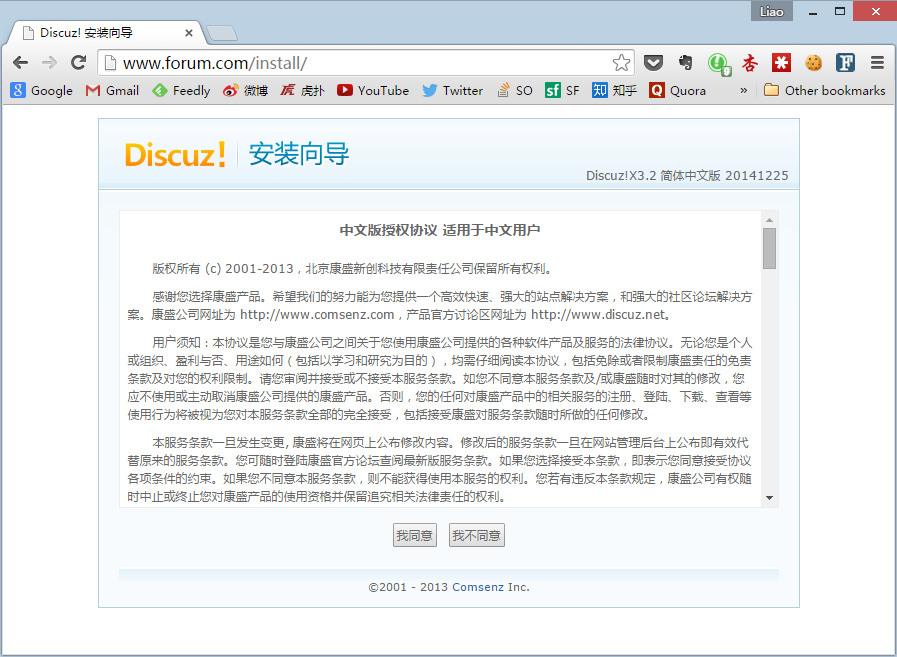 Liao
Discuz! 安装向导
www.forum.com/install/
Google Gmail Feedly 微博 虎扑 YouTube Twitter SO SF 知乎 Quora » Other bookmarks
Discuz! 安装向导
Discuz!X3.2 简体中文版 20141225
中文版授权协议 适用于中文用户
版权所有 (c) 2001-2013，北京康盛新创科技有限责任公司保留所有权利。
感谢您选择康盛产品。希望我们的努力能为您提供一个高效快速、强大的站点解决方案，和强大的社区论坛解决方
案。康盛公司网址为 http://www.comsenz.com，产品官方讨论区网址为 http://www.discuz.net。
用户须知：本协议是您与康盛公司之间关于您使用康盛公司提供的各种软件产品及服务的法律协议。无论您是个人
或组织、盈利与否、用途如何（包括以学习和研究为目的），均需仔细阅读本协议，包括免除或者限制康盛责任的免责
条款及对您的权利限制。请您审阅并接受或不接受本服务条款。如您不同意本服务条款及/或康盛随时对其的修改，您
应不使用或主动取消康盛公司提供的康盛产品。否则，您的任何对康盛产品中的相关服务的注册、登陆、下载、查看等
使用行为将被视为您对本服务条款全部的完全接受，包括接受康盛对服务条款随时所做的任何修改。
本服务条款一旦发生变更, 康盛将在网页上公布修改内容。修改后的服务条款一旦在网站管理后台上公布即有效代
替原来的服务条款。您可随时登陆康盛官方论坛查阅最新版服务条款。如果您选择接受本条款，即表示您同意接受协议
各项条件的约束。如果您不同意本服务条款，则不能获得使用本服务的权利。您若有违反本条款规定，康盛公司有权随
时中止或终止您对康盛产品的使用资格并保留追究相关法律责任的权利。
我同意 我不同意
©2001 - 2013 Comsenz Inc.